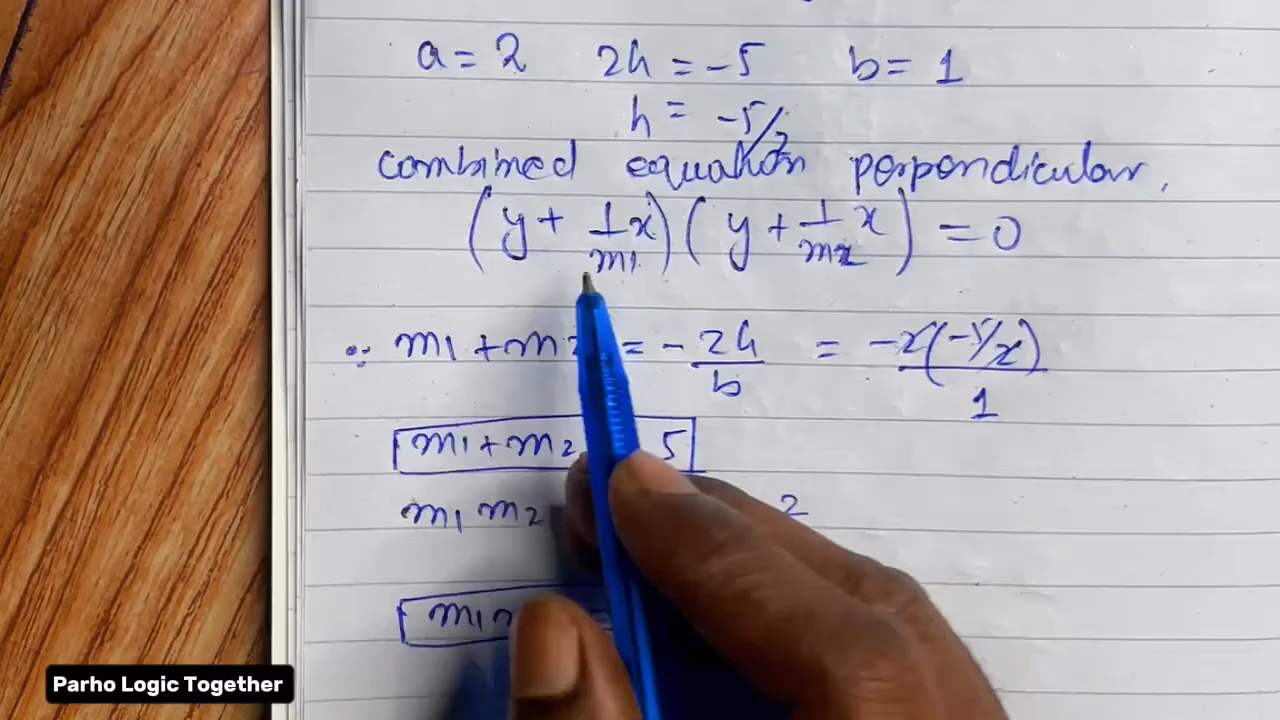 a = 2 2h = -5 b = 1
h = -5/2
combined equation perpendicular.
(y + 1/m1 x) (y + 1/m2 x) = 0
∵ m1 + m2 = - 2h/b = -2(-5/2)/1
m1 + m2 5
m1 m2 2
m1
Parho Logic Together